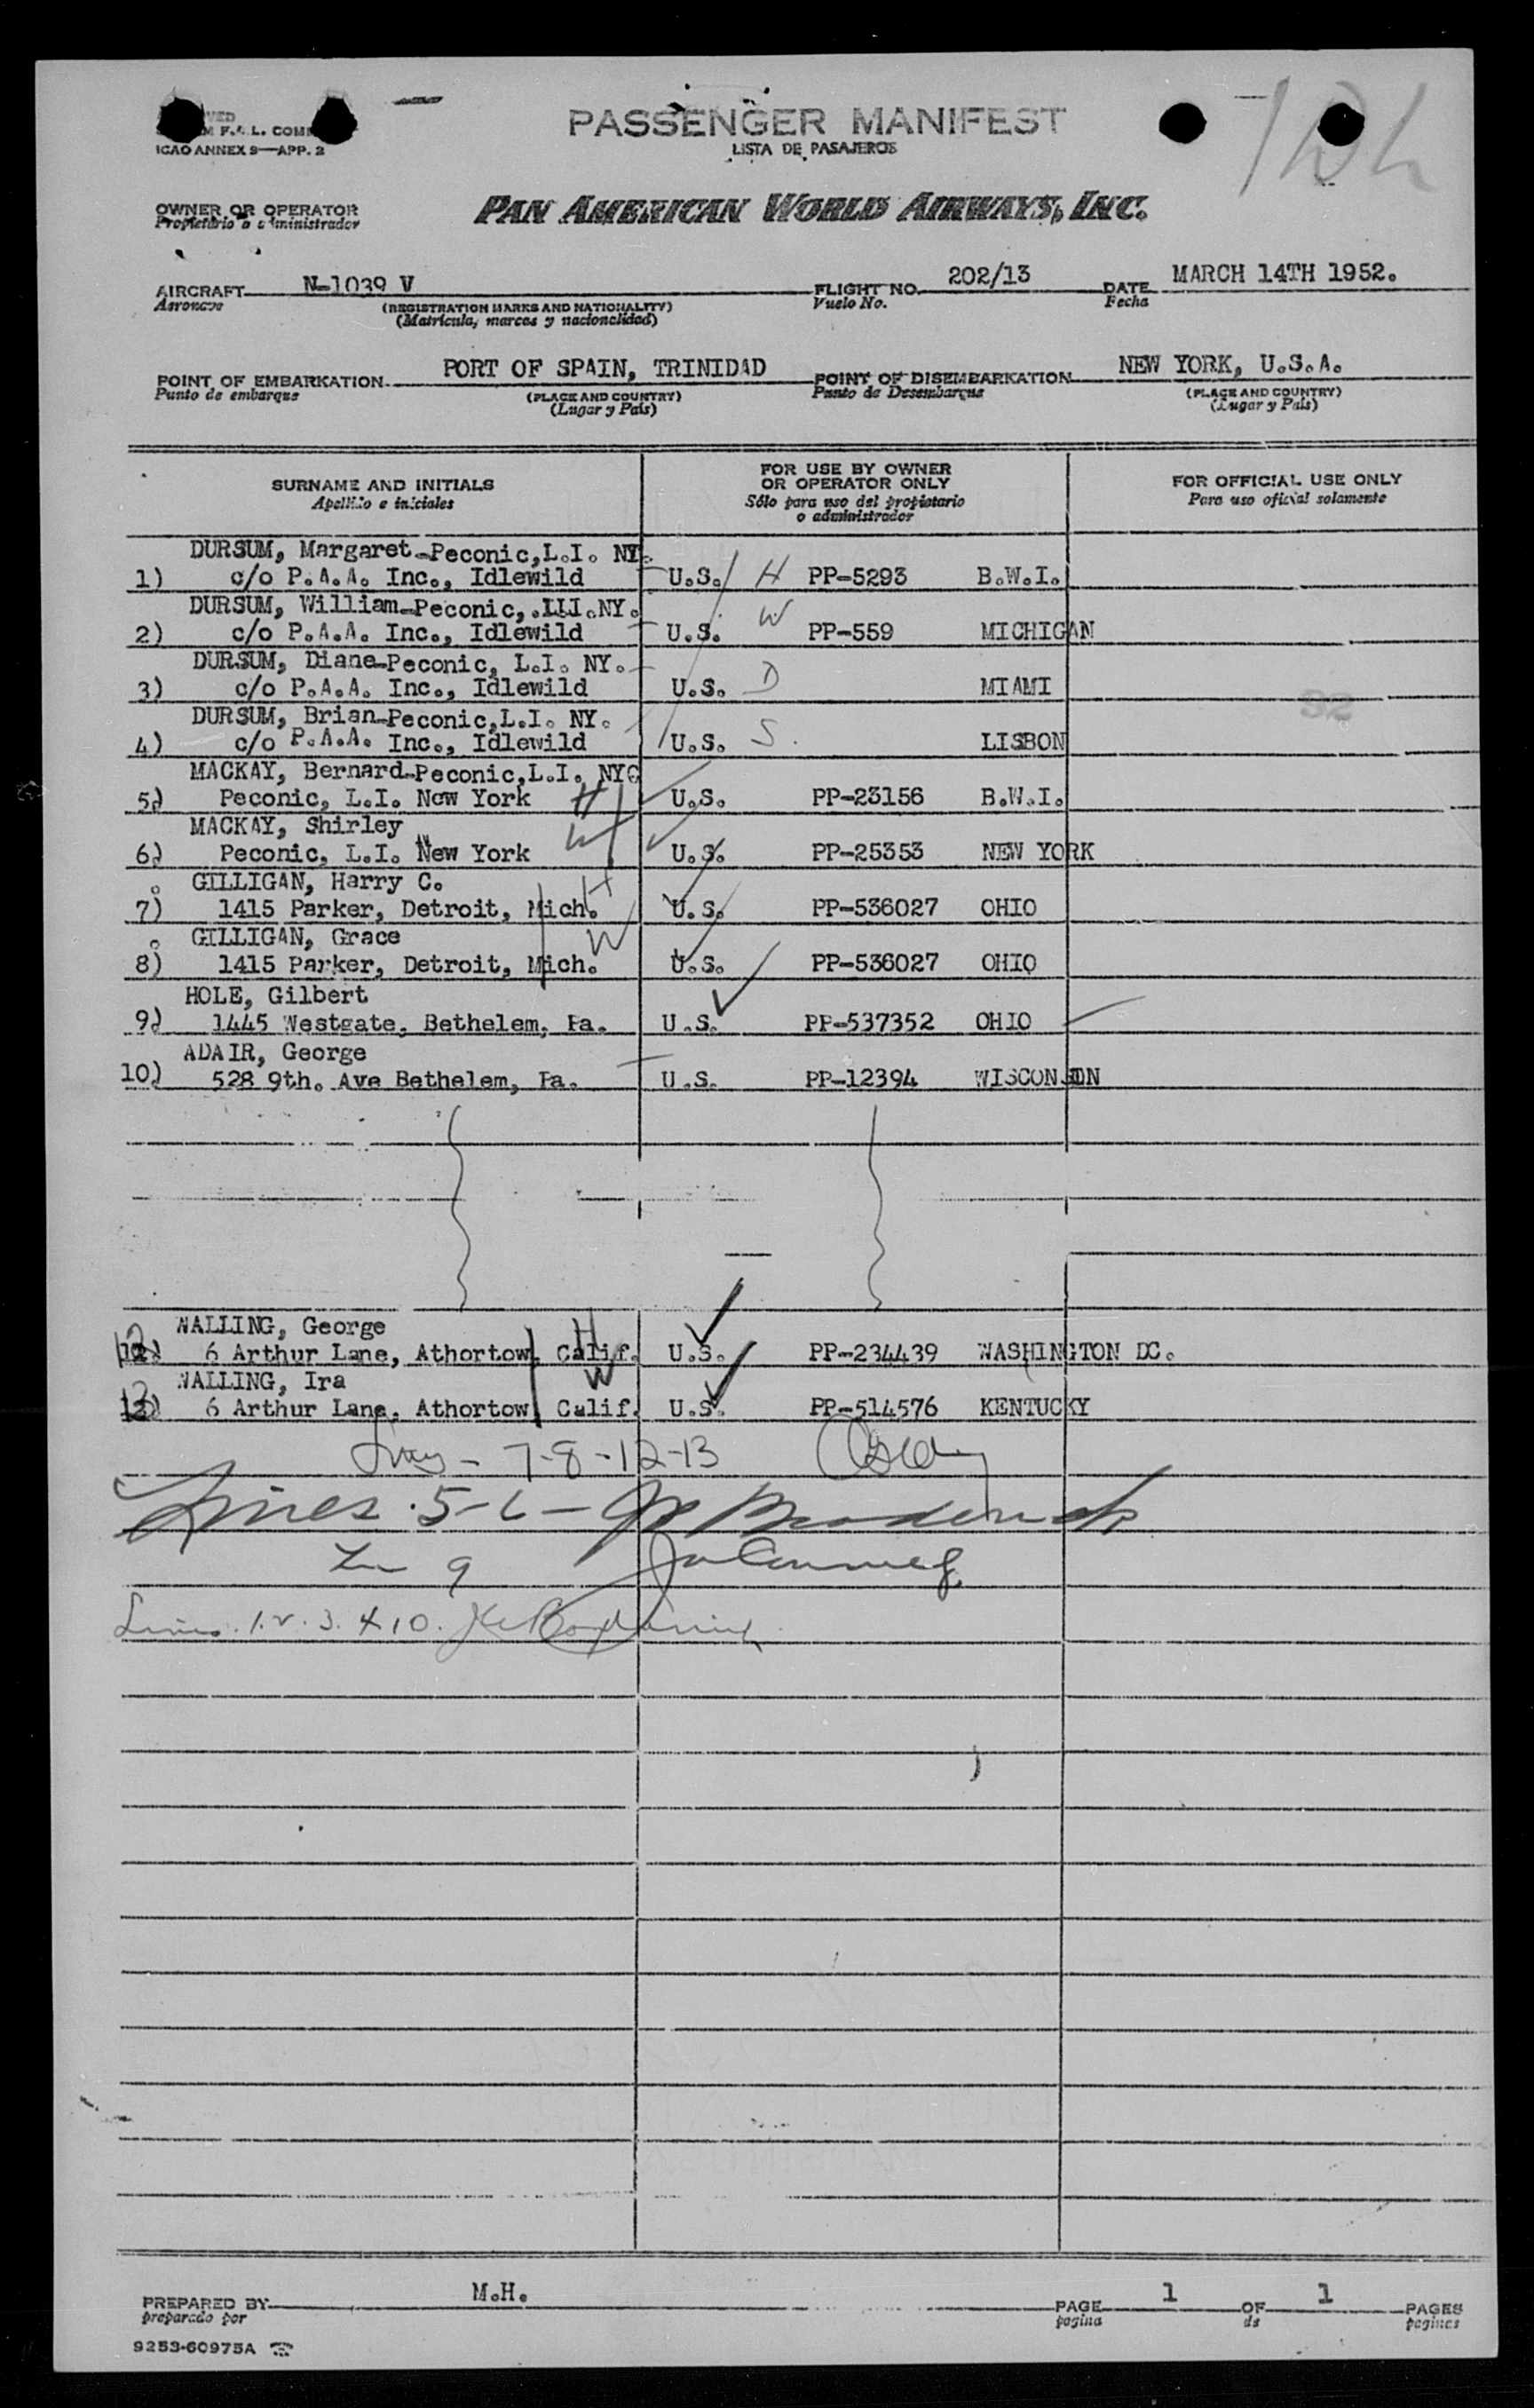 PASSENGER MANIFEST
LISTA DE PASAJEROS
F.A.L. COM
ICAO ANNEX 9—APP. 2
OWNER OR OPERATOR
Propietario o administrador
PAN AMERICAN WORLD AIRWAYS, INC.
AIRCRAFT N-1039 V FLIGHT NO. 202/13 DATE MARCH 14TH 1952.
Aeronave (REGISTRATION MARKS AND NATIONALITY) Vuelo No. Fecha
(Matrícula, marcas y nacionalidad)
POINT OF EMBARKATION PORT OF SPAIN, TRINIDAD POINT OF DISEMBARKATION NEW YORK, U.S.A.
Punto de embarque (PLACE AND COUNTRY) Punto de Desembarque (PLACE AND COUNTRY)
(Lugar y País) (Lugar y País)
SURNAME AND INITIALS
Apellido e iniciales
FOR USE BY OWNER
OR OPERATOR ONLY
Sólo para uso del propietario
o administrador
FOR OFFICIAL USE ONLY
Para uso oficial solamente
DURSUM, Margaret-Peconic,L.I. NY.
1) c/o P.A.A. Inc., Idlewild U.S. H PP-5293 B.W.I.
DURSUM, William-Peconic, NY.
2) c/o P.A.A. Inc., Idlewild U.S. W PP-559 MICHIGAN
DURSUM, Diane-Peconic, L.I. NY.
3) c/o P.A.A. Inc., Idlewild U.S. D MIAMI
92
DURSUM, Brian-Peconic,L.I. NY.
4) c/o P.A.A. Inc., Idlewild U.S. S. LISBON
MACKAY, Bernard-Peconic,L.I. NYC
5) Peconic, L.I. New York H U.S. PP-23156 B.W.I.
MACKAY, Shirley
6) Peconic, L.I. New York W U.S. PP-25353 NEW YORK
GILLIGAN, Harry C.
7) 1415 Parker, Detroit, Mich. H U.S. PP-536027 OHIO
GILLIGAN, Grace
8) 1415 Parker, Detroit, Mich. W U.S. PP-536027 OHIO
HOLE, Gilbert
9) 1445 Westgate, Bethelem, Pa. U.S. PP-537352 OHIO
ADAIR, George
10) 528 9th. Ave Bethelem, Pa. U.S. PP-12394 WISCONSIN
WALLING, George
12) 6 Arthur Lane, Athortow, Calif. H U.S. PP-234439 WASHINGTON DC.
WALLING, Ira
13) 6 Arthur Lane, Athortow, Calif. W U.S. PP-514576 KENTUCKY
7-8-12-13
Lines 5-6 -
9
Lines 1. 2. 3. 4 10.
PREPARED BY M.H. PAGE 1 OF 1 PAGES
preparado por pagina de pagines
9253-60975A